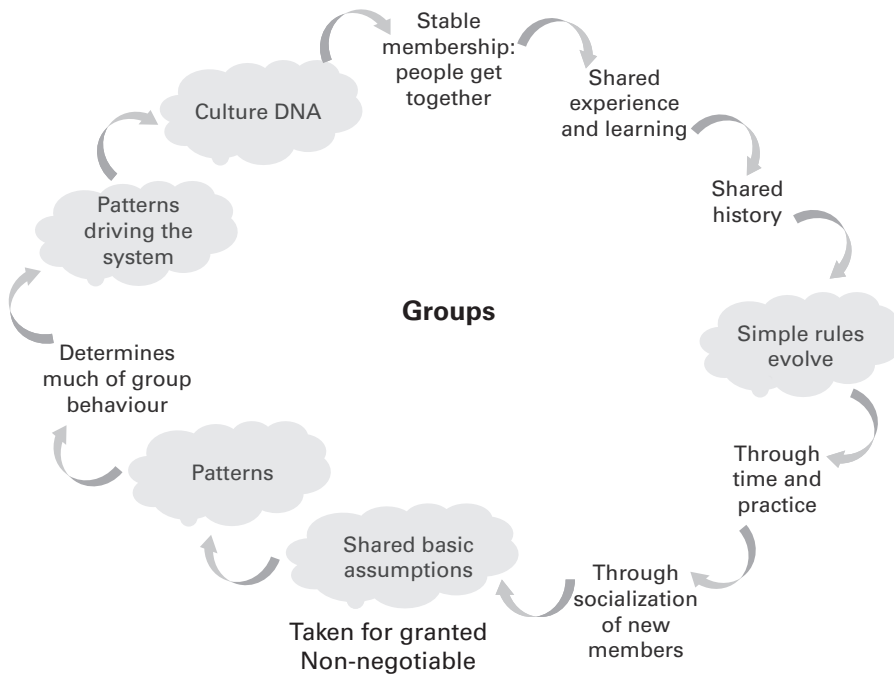 Stable
membership:
people get
together
Shared
experience
and learning
Shared
history
Simple rules
evolve
Through
time and
practice
Through
socialization
of new
members
Shared basic
assumptions
Taken for granted
Non-negotiable
Patterns
Determines
much of group
behaviour
Patterns
driving the
system
Culture DNA
Groups